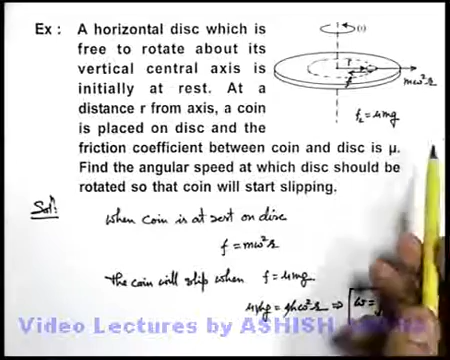 Ex : A horizontal disc which is
free to rotate about its
vertical central axis is
initially at rest. At a
distance r from axis, a coin
is placed on disc and the
friction coefficient between coin and disc is μ.
Find the angular speed at which disc should be
rotated so that coin will start slipping.
ω
r
f
mω²r
f_L = μmg
Solⁿ:
When coin is at rest on disc
f = mω²r
The coin will slip when f = μmg
μmg = mω²r ⇒ ω =
Video Lectures by ASHISH